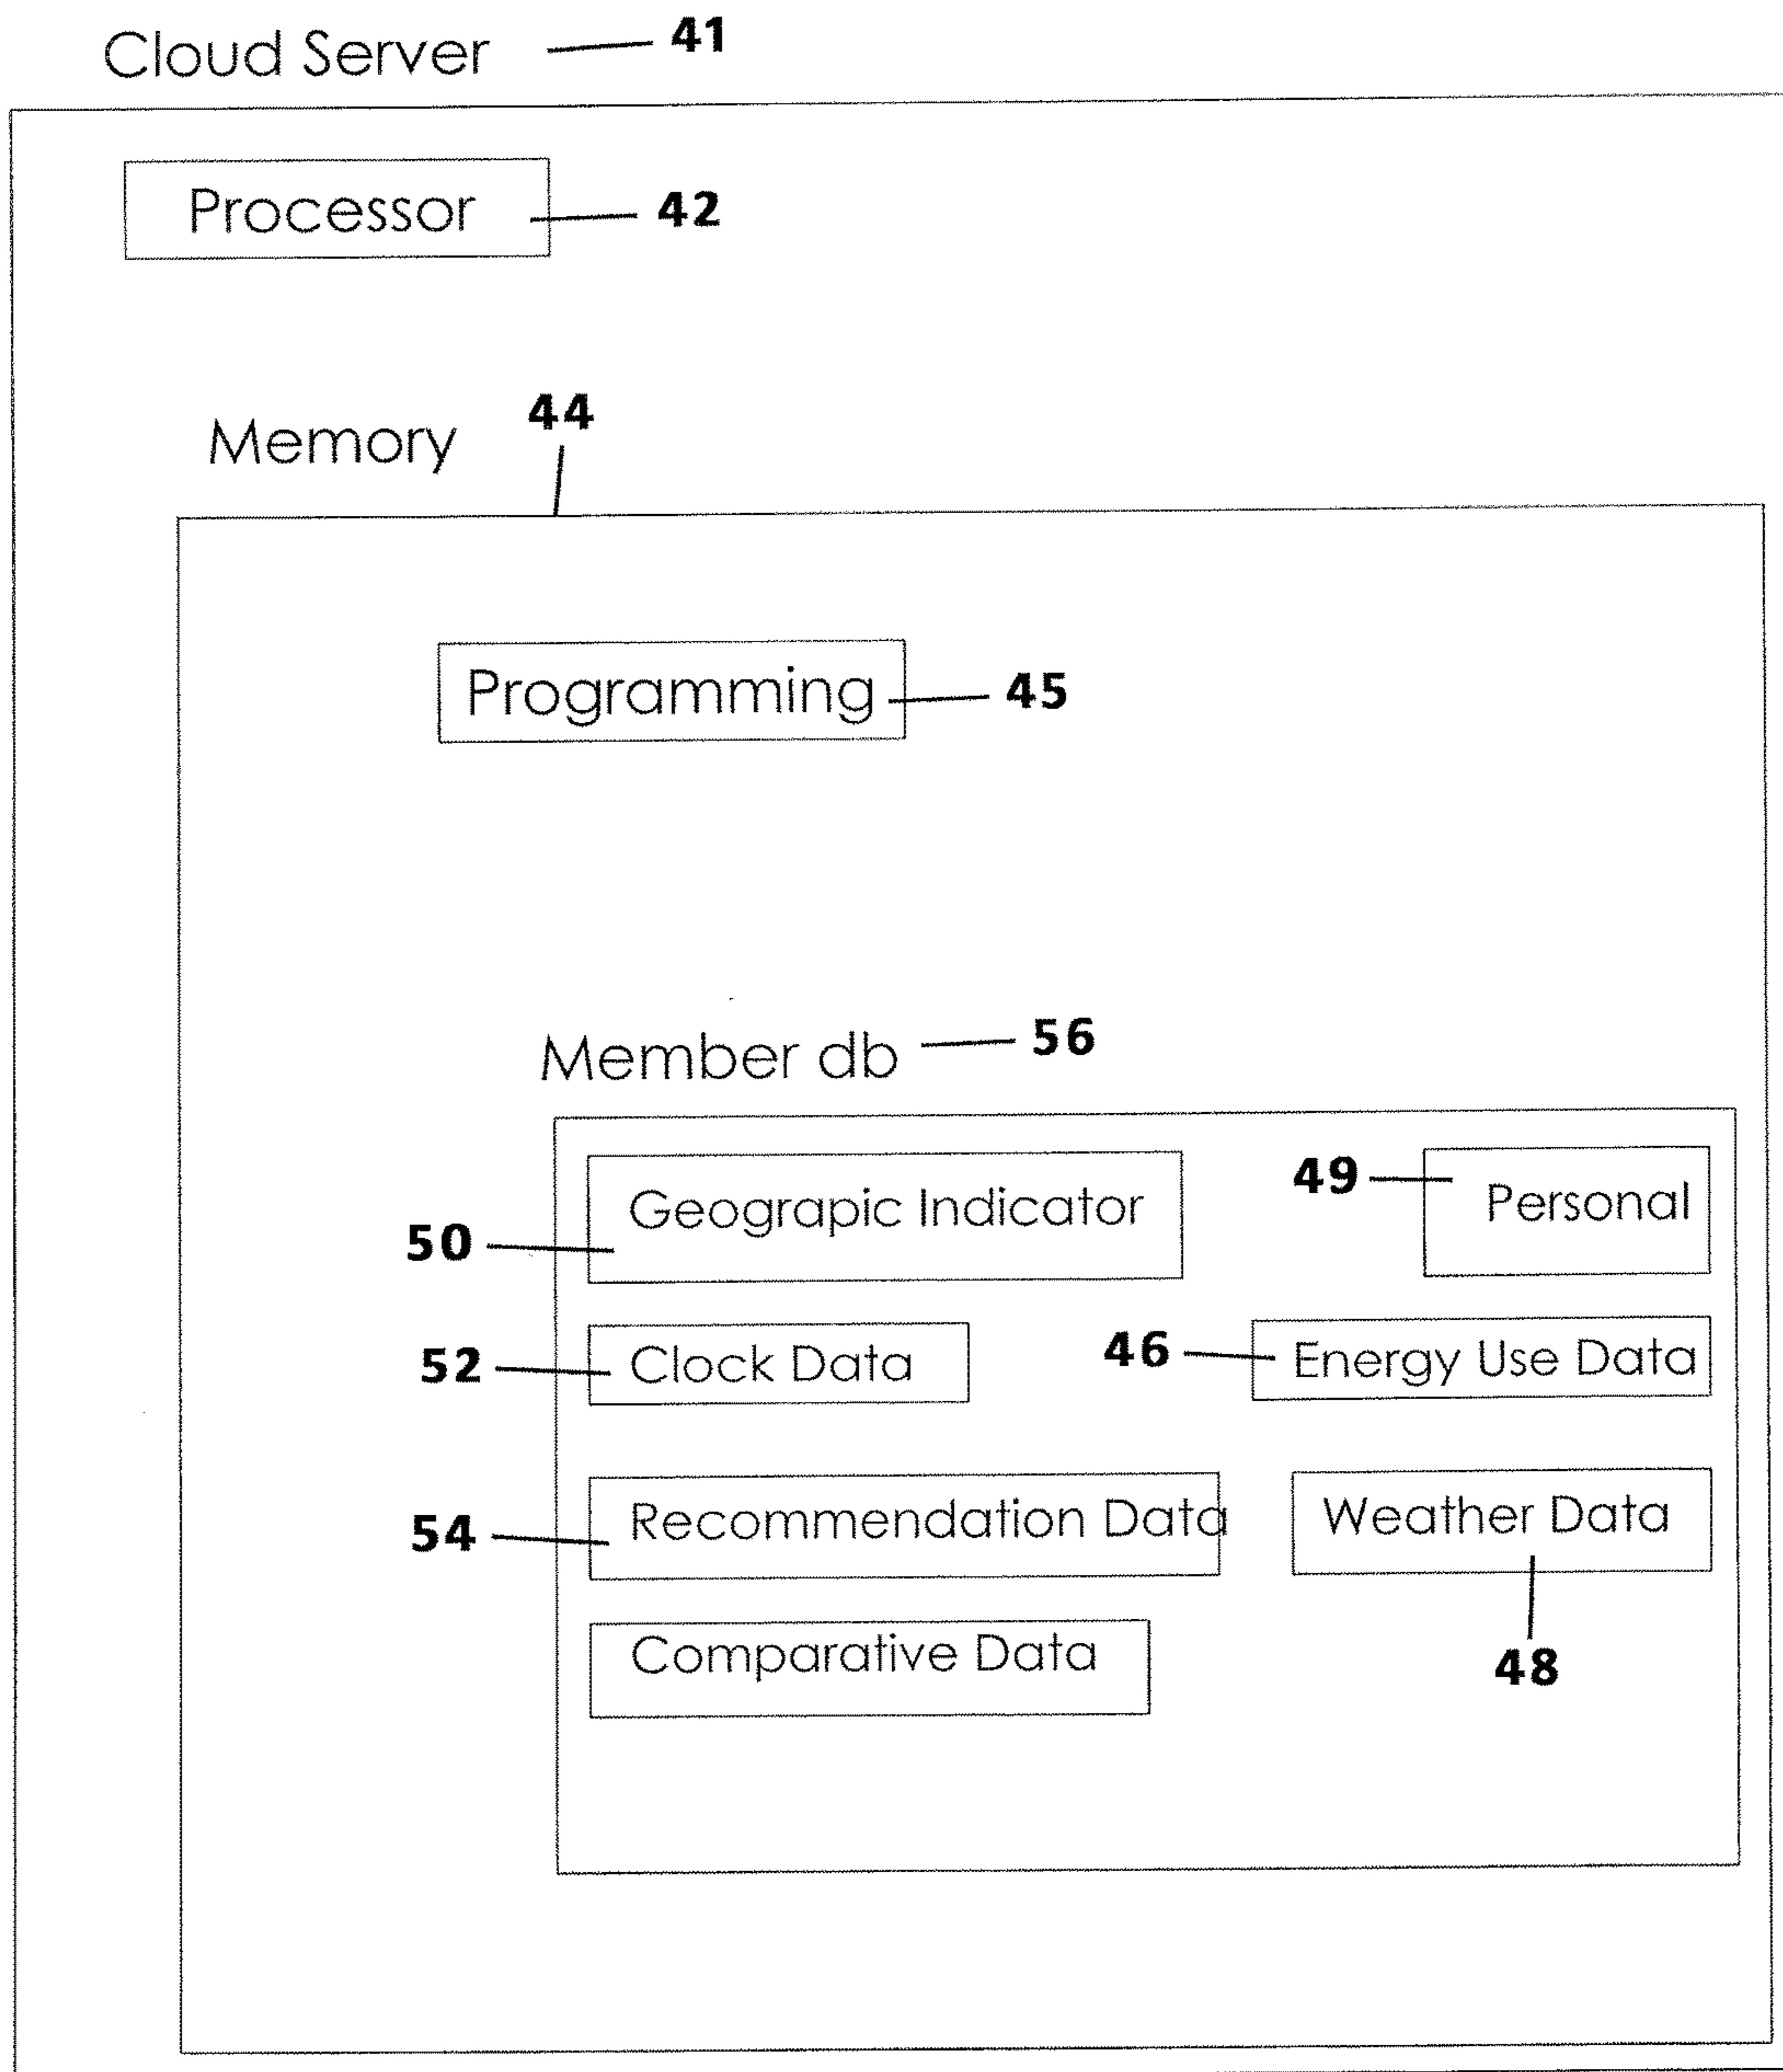 Cloud Server 41
Processor 42
Memory 44
Programming 45
Member db 56
50 Geograpic Indicator
49 Personal
52 Clock Data
46 Energy Use Data
54 Recommendation Data
Weather Data
48
Comparative Data